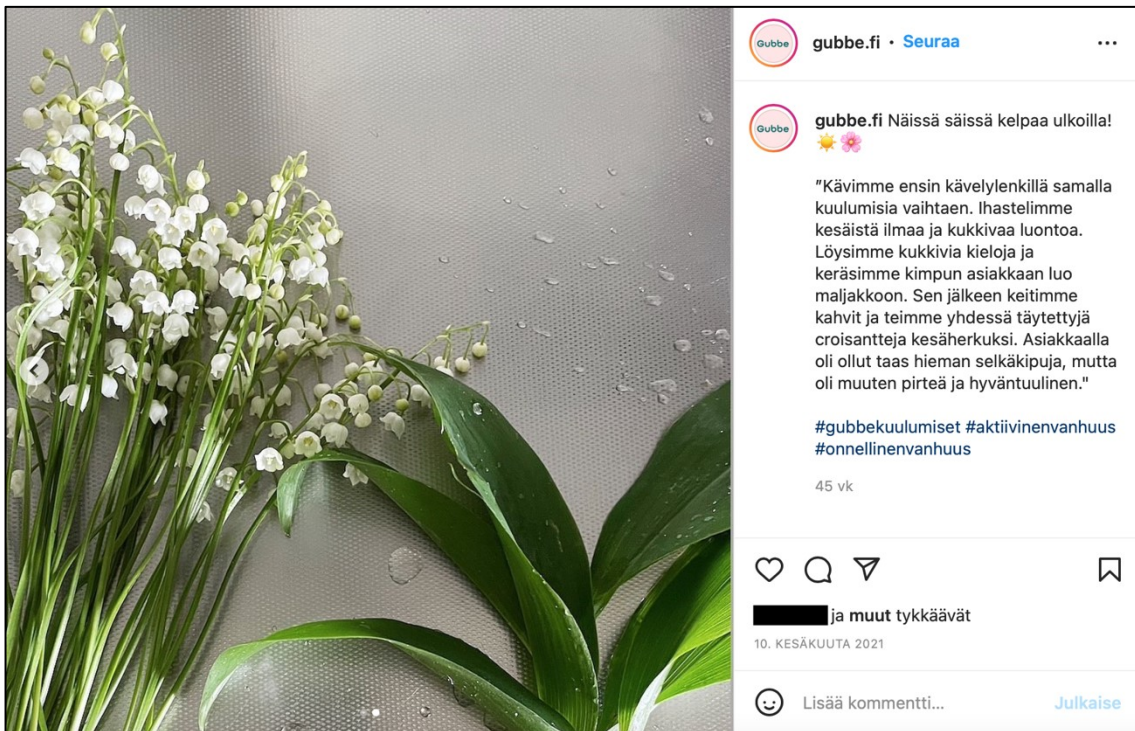 Gubbe
gubbe.fi • Seuraa
Gubbe
gubbe.fi Näissä säissä kelpaa ulkoilla!
☀️🌸
"Kävimme ensin kävelylenkillä samalla
kuulumisia vaihtaen. Ihastelimme
kesäistä ilmaa ja kukkivaa luontoa.
Löysimme kukkivia kieloja ja
keräsimme kimpun asiakkaan luo
maljakkoon. Sen jälkeen keitimme
kahvit ja teimme yhdessä täytettyjä
croisantteja kesäherkuksi. Asiakkaalla
oli ollut taas hieman selkäkipuja, mutta
oli muuten pirteä ja hyväntuulinen."
#gubbekuulumiset #aktiivinenvanhuus
#onnellinenvanhuus
45 vk
ja muut tykkäävät
10. KESÄKUUTA 2021
Lisää kommentti... Julkaise